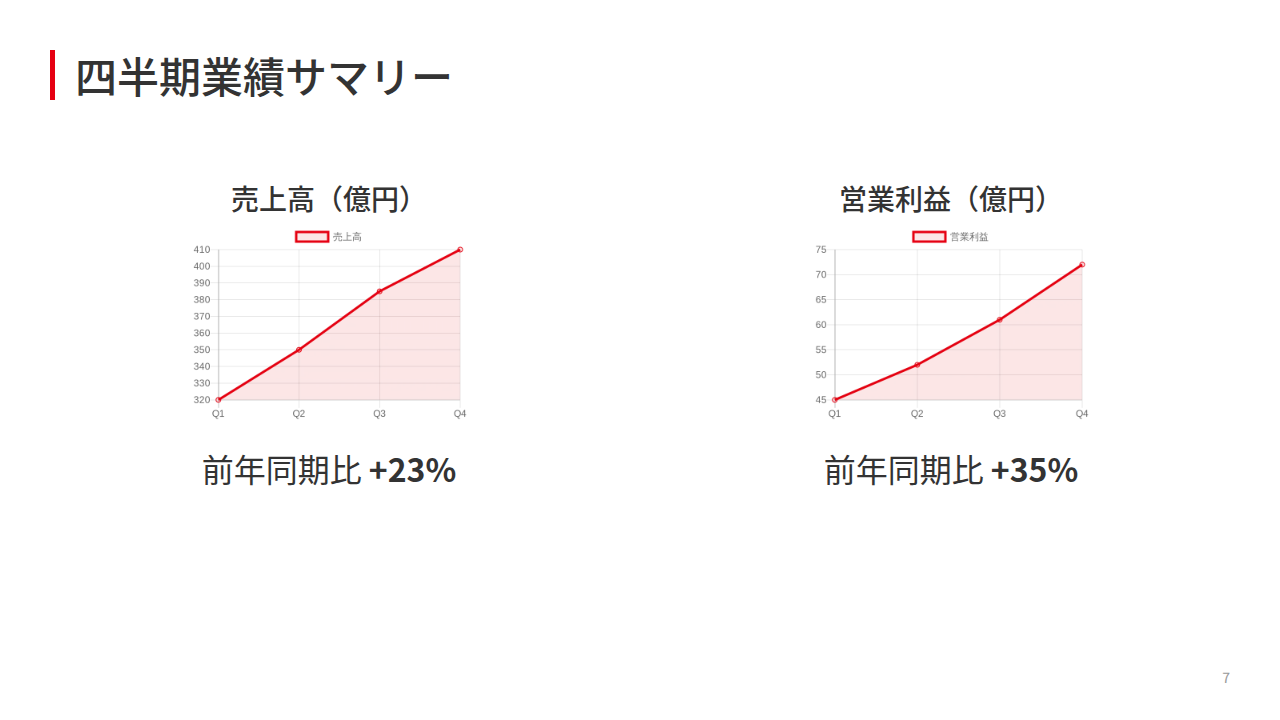 四半期業績サマリー
売上高（億円）
売上高
410
400
390
380
370
360
350
340
330
320
Q1 Q2 Q3 Q4
前年同期比 +23%
営業利益（億円）
営業利益
75
70
65
60
55
50
45
Q1 Q2 Q3 Q4
前年同期比 +35%
7